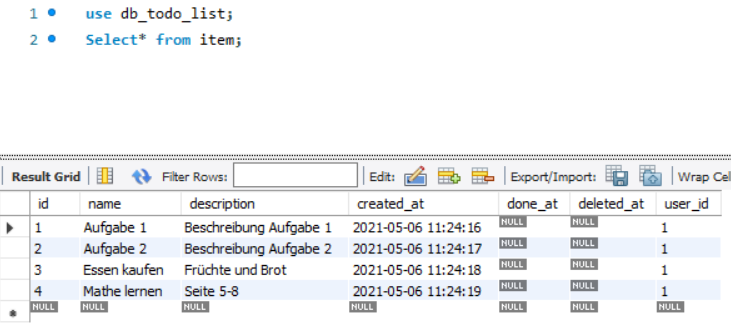 1 use db_todo_list;
2 Select* from item;
Result Grid Filter Rows: Edit: Export/Import: Wrap Cel
id name description created_at done_at deleted_at user_id
1 Aufgabe 1 Beschreibung Aufgabe 1 2021-05-06 11:24:16 NULL NULL 1
2 Aufgabe 2 Beschreibung Aufgabe 2 2021-05-06 11:24:17 NULL NULL 1
3 Essen kaufen Früchte und Brot 2021-05-06 11:24:18 NULL NULL 1
4 Mathe lernen Seite 5-8 2021-05-06 11:24:19 NULL NULL 1
NULL NULL NULL NULL NULL NULL NULL